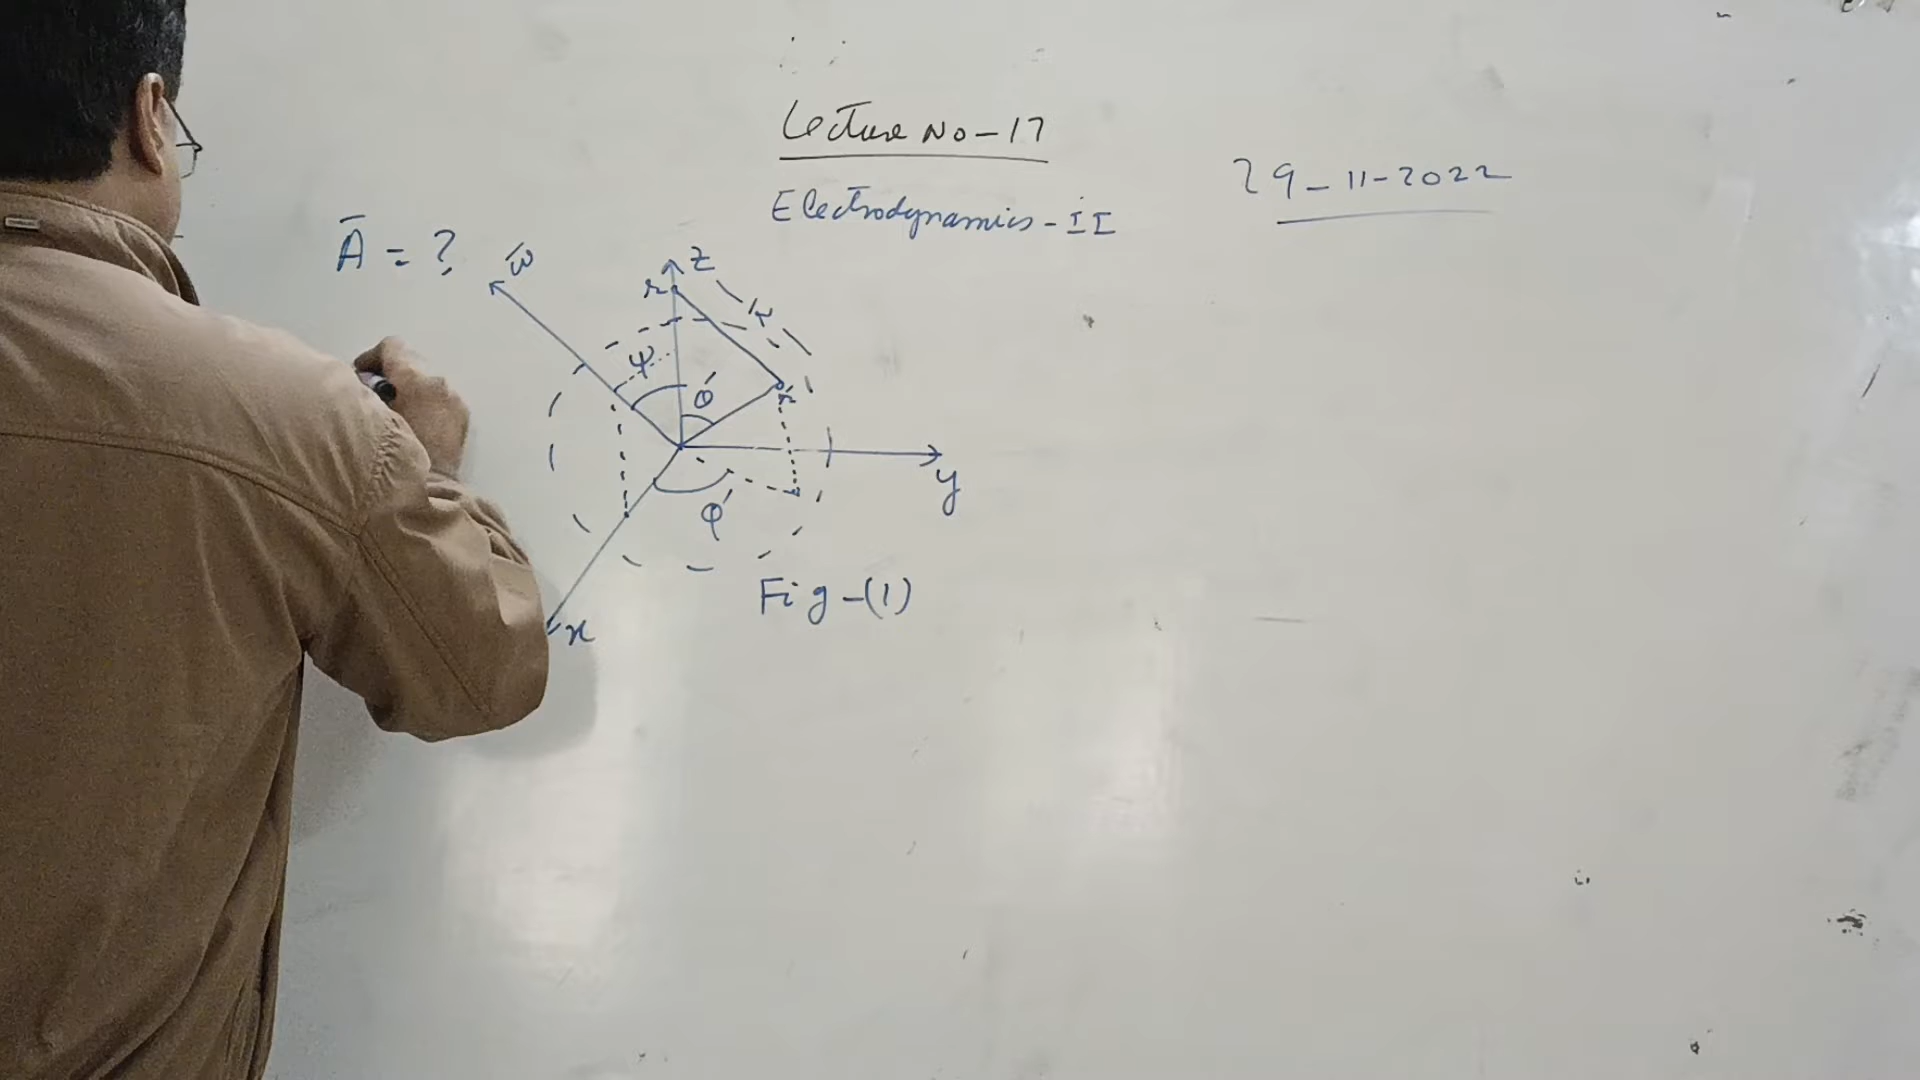 Lecture No-17
29-11-2022
Electrodynamics-II
Ā = ?
ω̄
z
r
r
ψ
θ'
r'
y
φ'
Fig-(1)
x